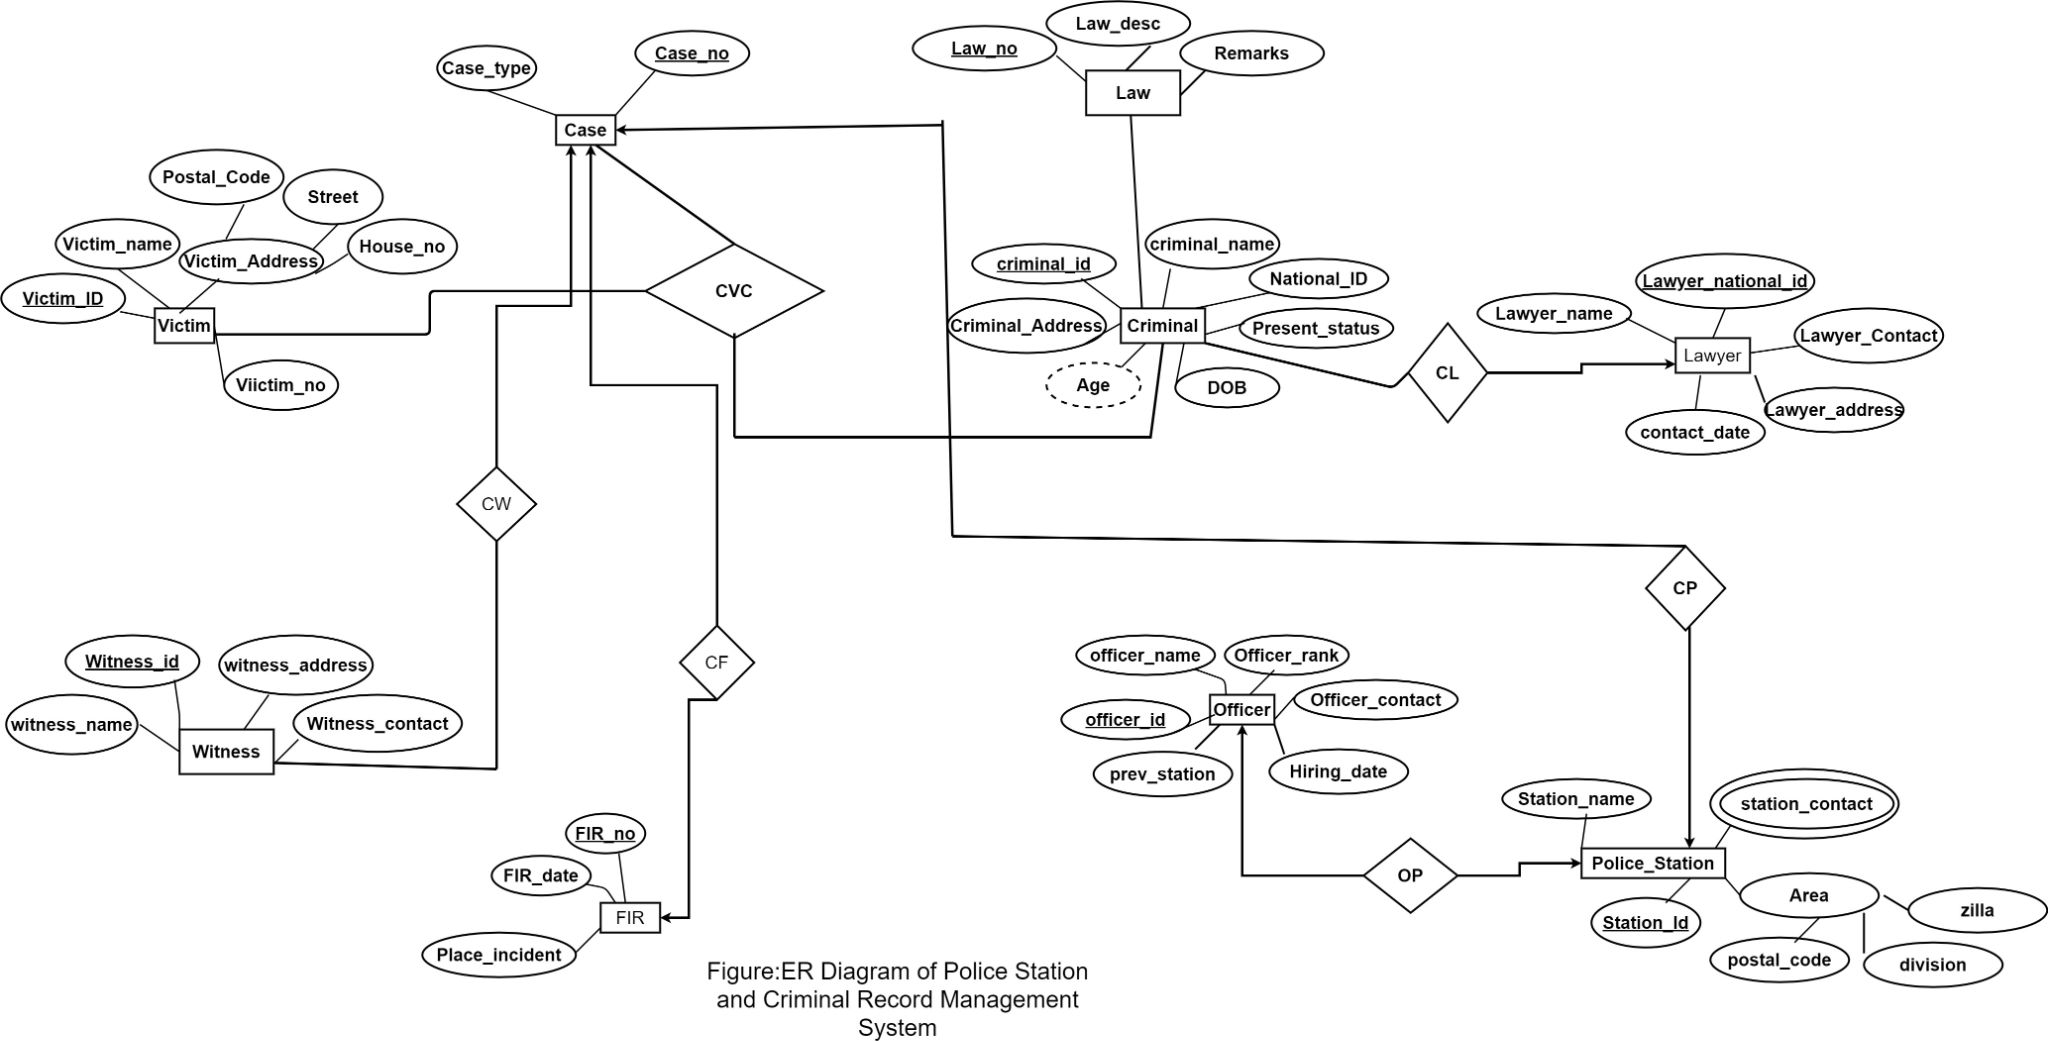 Law_desc
Law_no
Remarks
Case_no
Case_type
Law
Case
Postal_Code
Street
Victim_name
House_no
Victim_Address
Victim_ID
Victim
Viictim_no
CVC
criminal_name
criminal_id
National_ID
Criminal_Address
Criminal
Present_status
Age
DOB
Lawyer_national_id
Lawyer_name
Lawyer_Contact
Lawyer
CL
Lawyer_address
contact_date
CW
CP
CF
Witness_id
witness_address
witness_name
Witness_contact
Witness
officer_name
Officer_rank
Officer_contact
Officer
officer_id
prev_station
Hiring_date
Station_name
station_contact
FIR_no
FIR_date
FIR
Place_incident
OP
Police_Station
Area
zilla
Station_Id
postal_code
division
Figure:ER Diagram of Police Station
and Criminal Record Management
System